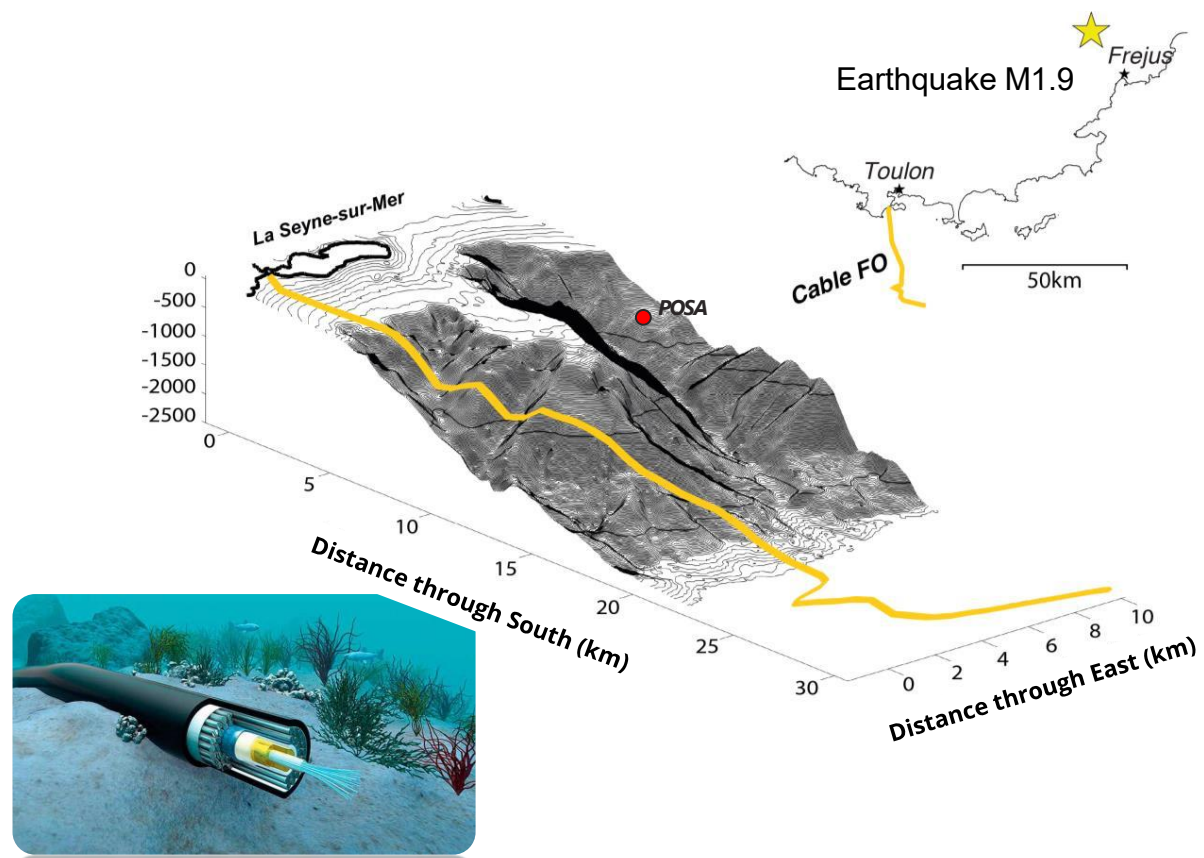 Frejus
Earthquake M1.9
Toulon
Cable FO
50km
La Seyne-sur-Mer
POSA
0
-500
-1000
-1500
-2000
-2500
0
5
10
15
20
25
30
Distance through South (km)
0
2
4
6
8
10
Distance through East (km)